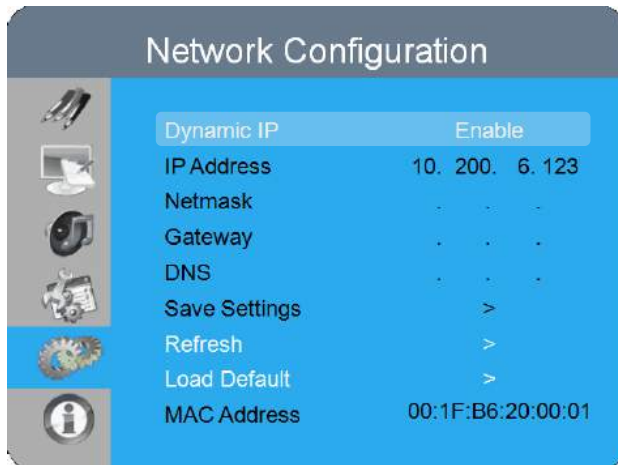 Network Configuration
Dynamic IP Enable
IP Address 10. 200. 6. 123
Netmask . . .
Gateway . . .
DNS . . .
Save Settings >
Refresh >
Load Default >
MAC Address 00:1F:B6:20:00:01